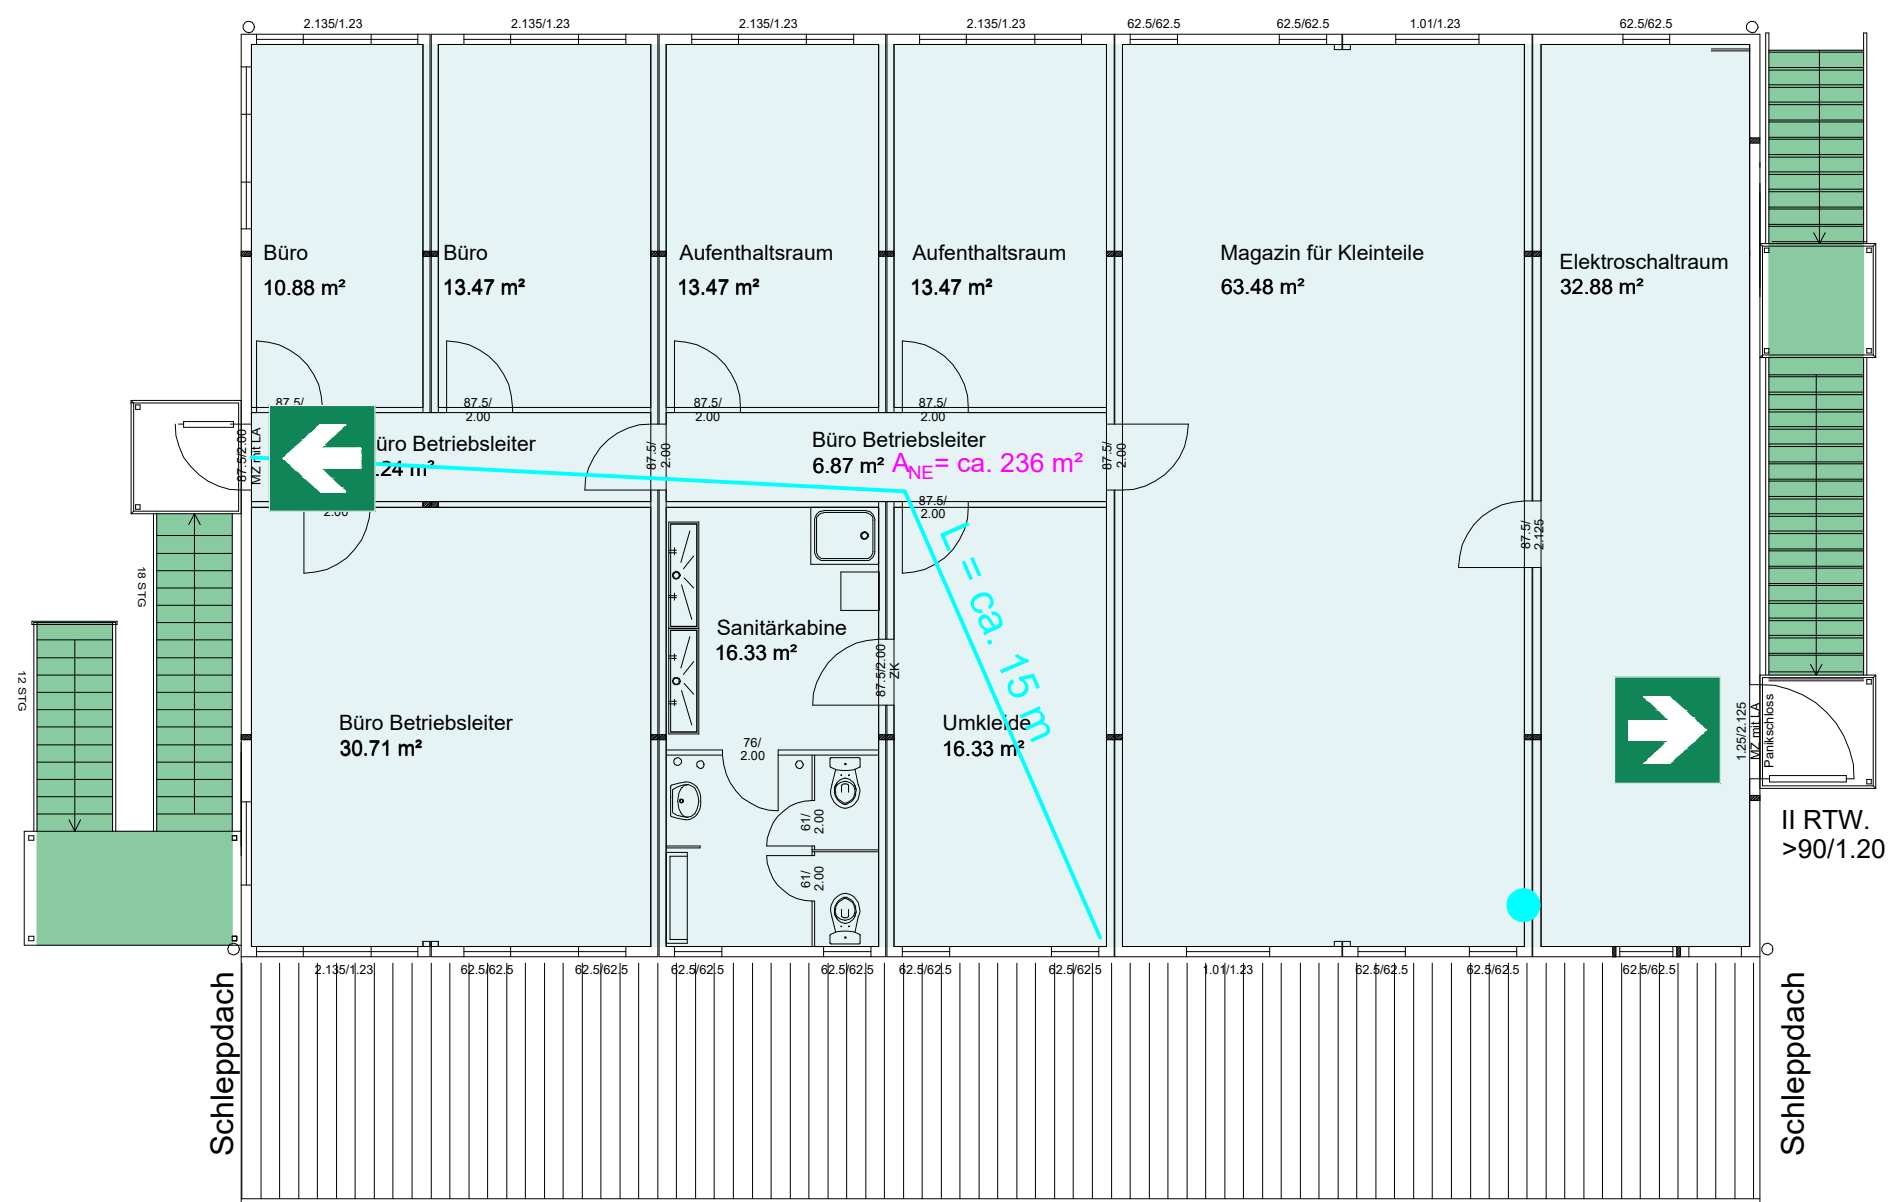 2.135/1.23
2.135/1.23
2.135/1.23
2.135/1.23
62.5/62.5
62.5/62.5
1.01/1.23
62.5/62.5
Büro
10.88 m²
Büro
13.47 m²
Aufenthaltsraum
13.47 m²
Aufenthaltsraum
13.47 m²
Magazin für Kleinteile
63.48 m²
Elektroschaltraum
32.88 m²
87.5/
87.5/
2.00
87.5/
2.00
87.5/
2.00
87.5/2.00
MZ mit LA
üro Betriebsleiter
.24 m²
87.5/
2.00
Büro Betriebsleiter
6.87 m²
ANE= ca. 236 m²
87.5/
2.00
2.00
87.5/
2.00
87.5/
2.125
L = ca. 15 m
18 STG
12 STG
Sanitärkabine
16.33 m²
87.5/2.00
ZK
Büro Betriebsleiter
30.71 m²
Umkleide
16.33 m²
76/
2.00
61/
2.00
61/
2.00
1.25/2.125
MZ mit LA
Panikschloss
II RTW.
>90/1.20
2.135/1.23
62.5/62.5
62.5/62.5
62.5/62.5
62.5/62.5
62.5/62.5
62.5/62.5
1.01/1.23
62.5/62.5
62.5/62.5
62.5/62.5
Schleppdach
Schleppdach